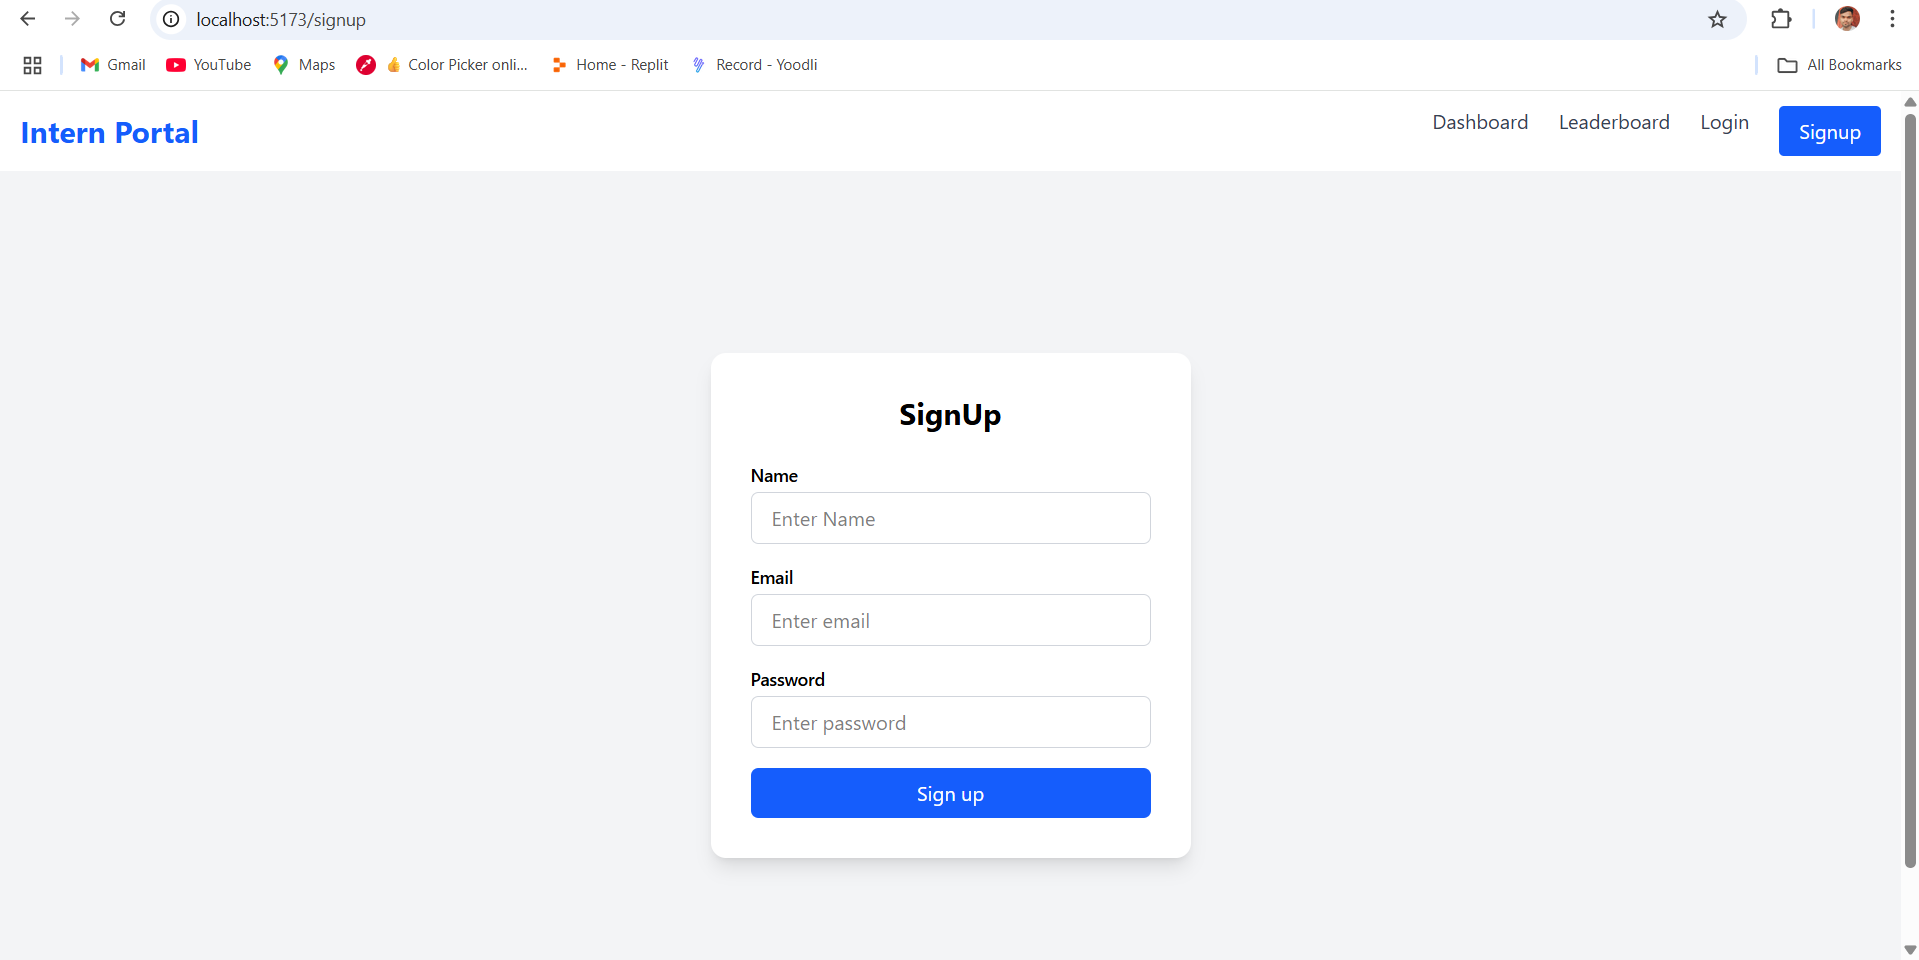 localhost:5173/signup
Gmail YouTube Maps 👍 Color Picker onli... Home - Replit Record - Yoodli All Bookmarks
Intern Portal Dashboard Leaderboard Login Signup
SignUp
Name
Enter Name
Email
Enter email
Password
Enter password
Sign up